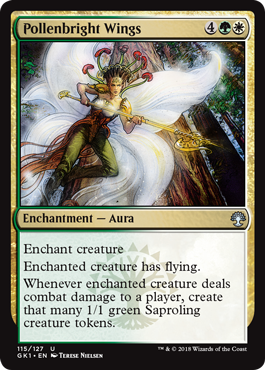 Pollenbright Wings 4
Enchantment — Aura
Enchant creature
Enchanted creature has flying.
Whenever enchanted creature deals
combat damage to a player, create
that many 1/1 green Saproling
creature tokens.
115/127 U
GK1 • EN Terese Nielsen
™ & © 2018 Wizards of the Coast